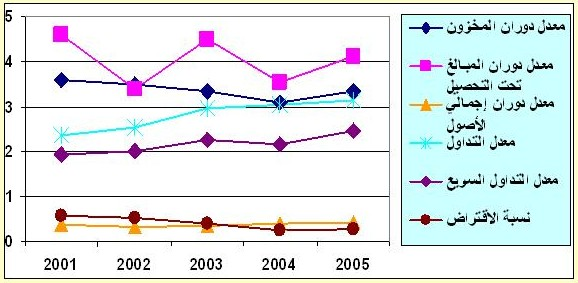 5
4
3
2
1
0
2001 2002 2003 2004 2005
معدل دوران المخزون
معدل دوران المبالغ
تحت التحصيل
معدل دوران إجمالي
الأصول
معدل التداول
معدل التداول السويع
نسبة الاقتراض